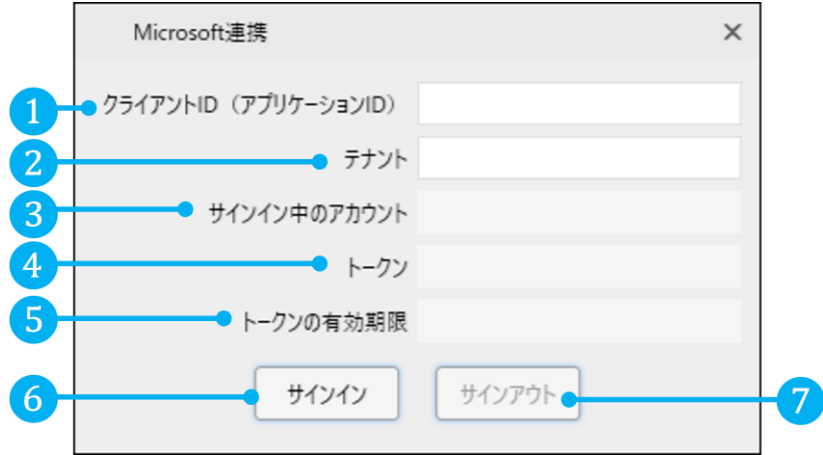 Microsoft連携 ×
1 クライアントID（アプリケーションID）
2 テナント
3 サインイン中のアカウント
4 トークン
5 トークンの有効期限
6 サインイン サインアウト 7